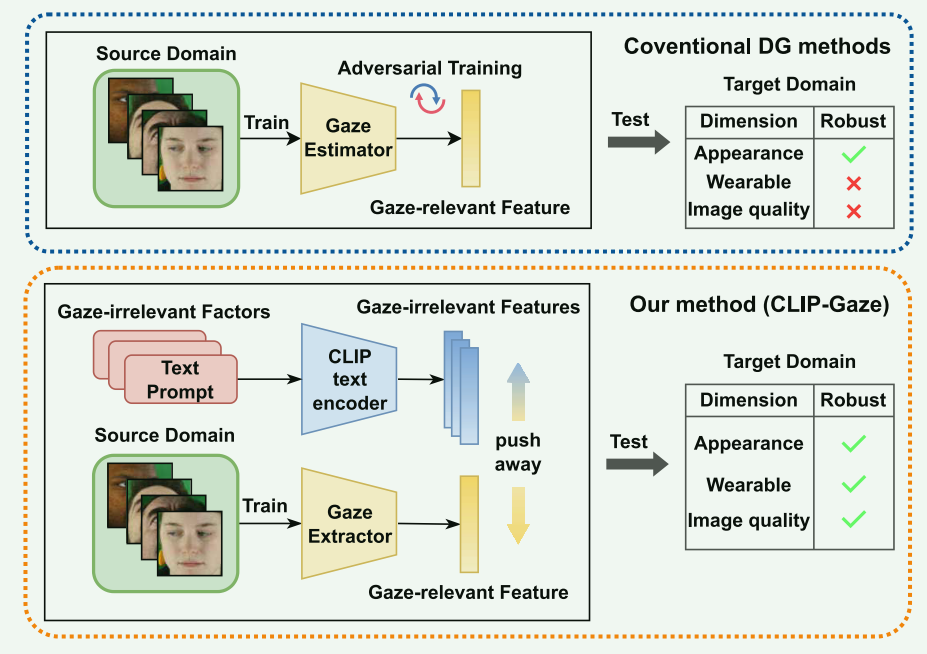 Source Domain
Coventional DG methods
Adversarial Training
Target Domain
Train
Gaze
Estimator
Test
Dimension Robust
Appearance
Wearable
Image quality
Gaze-relevant Feature
Gaze-irrelevant Factors
Gaze-irrelevant Features
Our method (CLIP-Gaze)
Text
Prompt
CLIP
text
encoder
Target Domain
Dimension Robust
Source Domain
push
away
Test
Appearance
Wearable
Image quality
Train
Gaze
Extractor
Gaze-relevant Feature